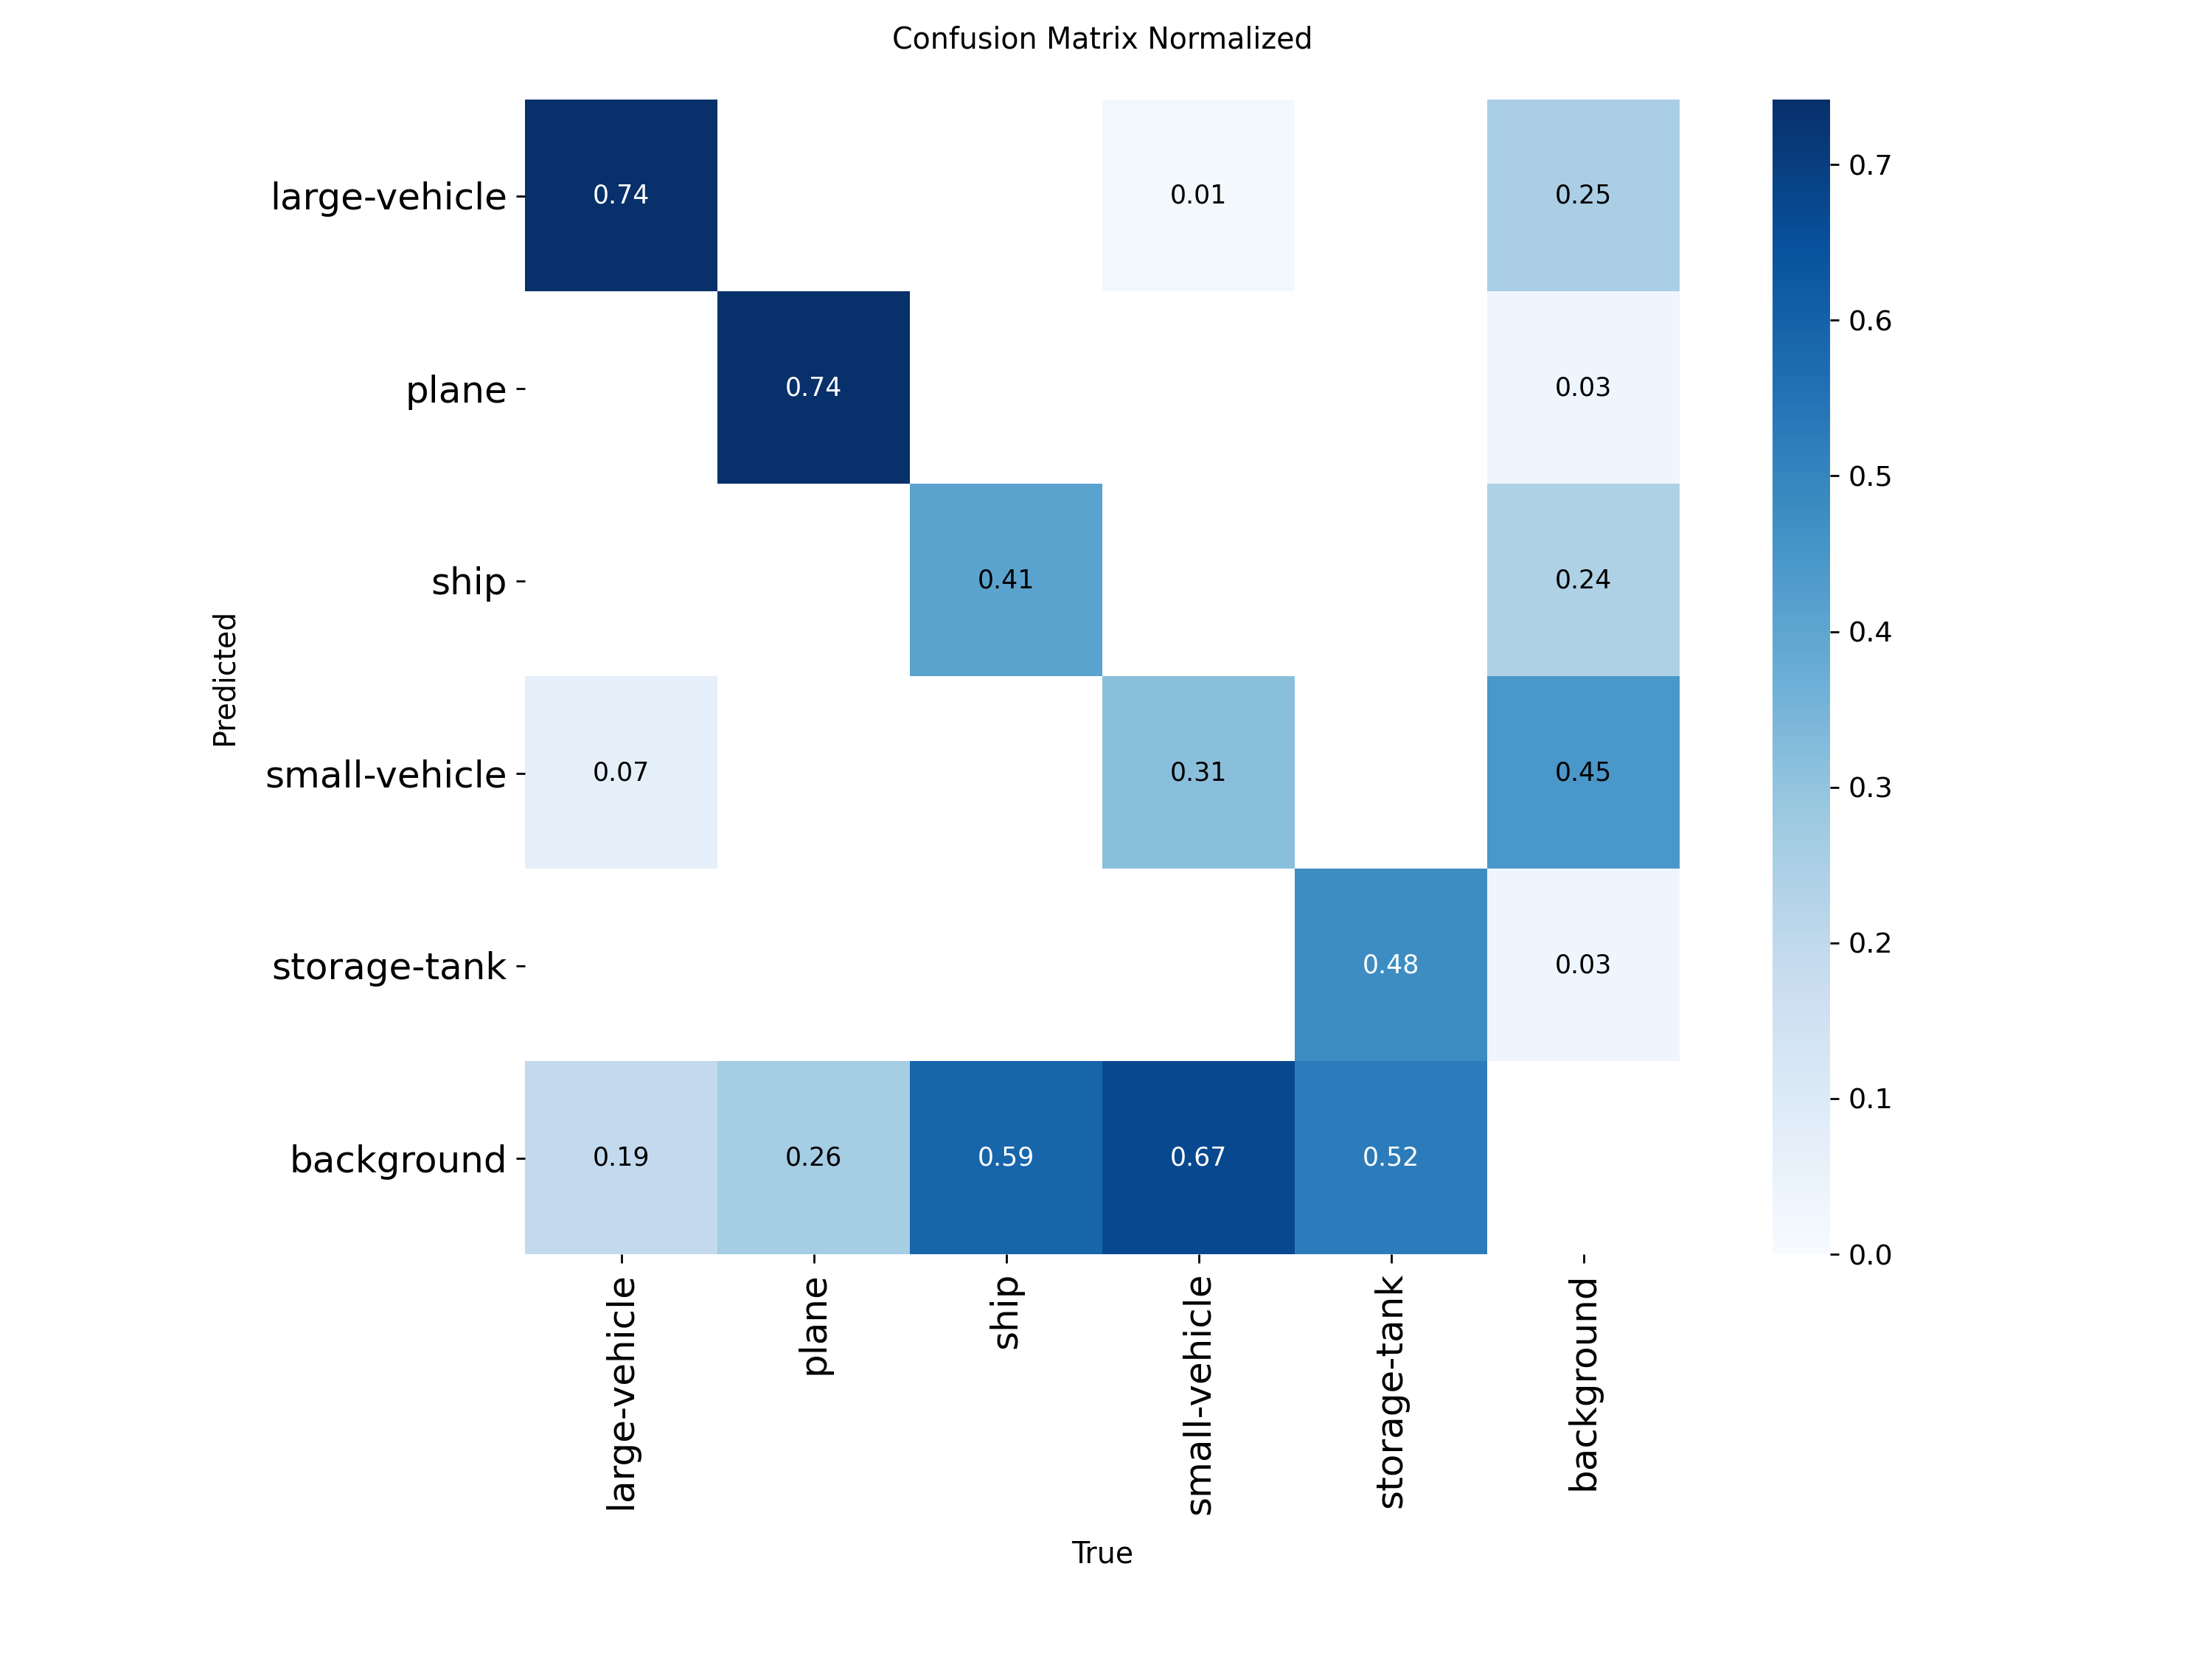 Confusion Matrix Normalized
large-vehicle
0.74
0.01
0.25
plane
0.74
0.03
ship
0.41
0.24
small-vehicle
0.07
0.31
0.45
storage-tank
0.48
0.03
background
0.19
0.26
0.59
0.67
0.52
Predicted
large-vehicle
plane
ship
small-vehicle
storage-tank
background
True
0.7
0.6
0.5
0.4
0.3
0.2
0.1
0.0